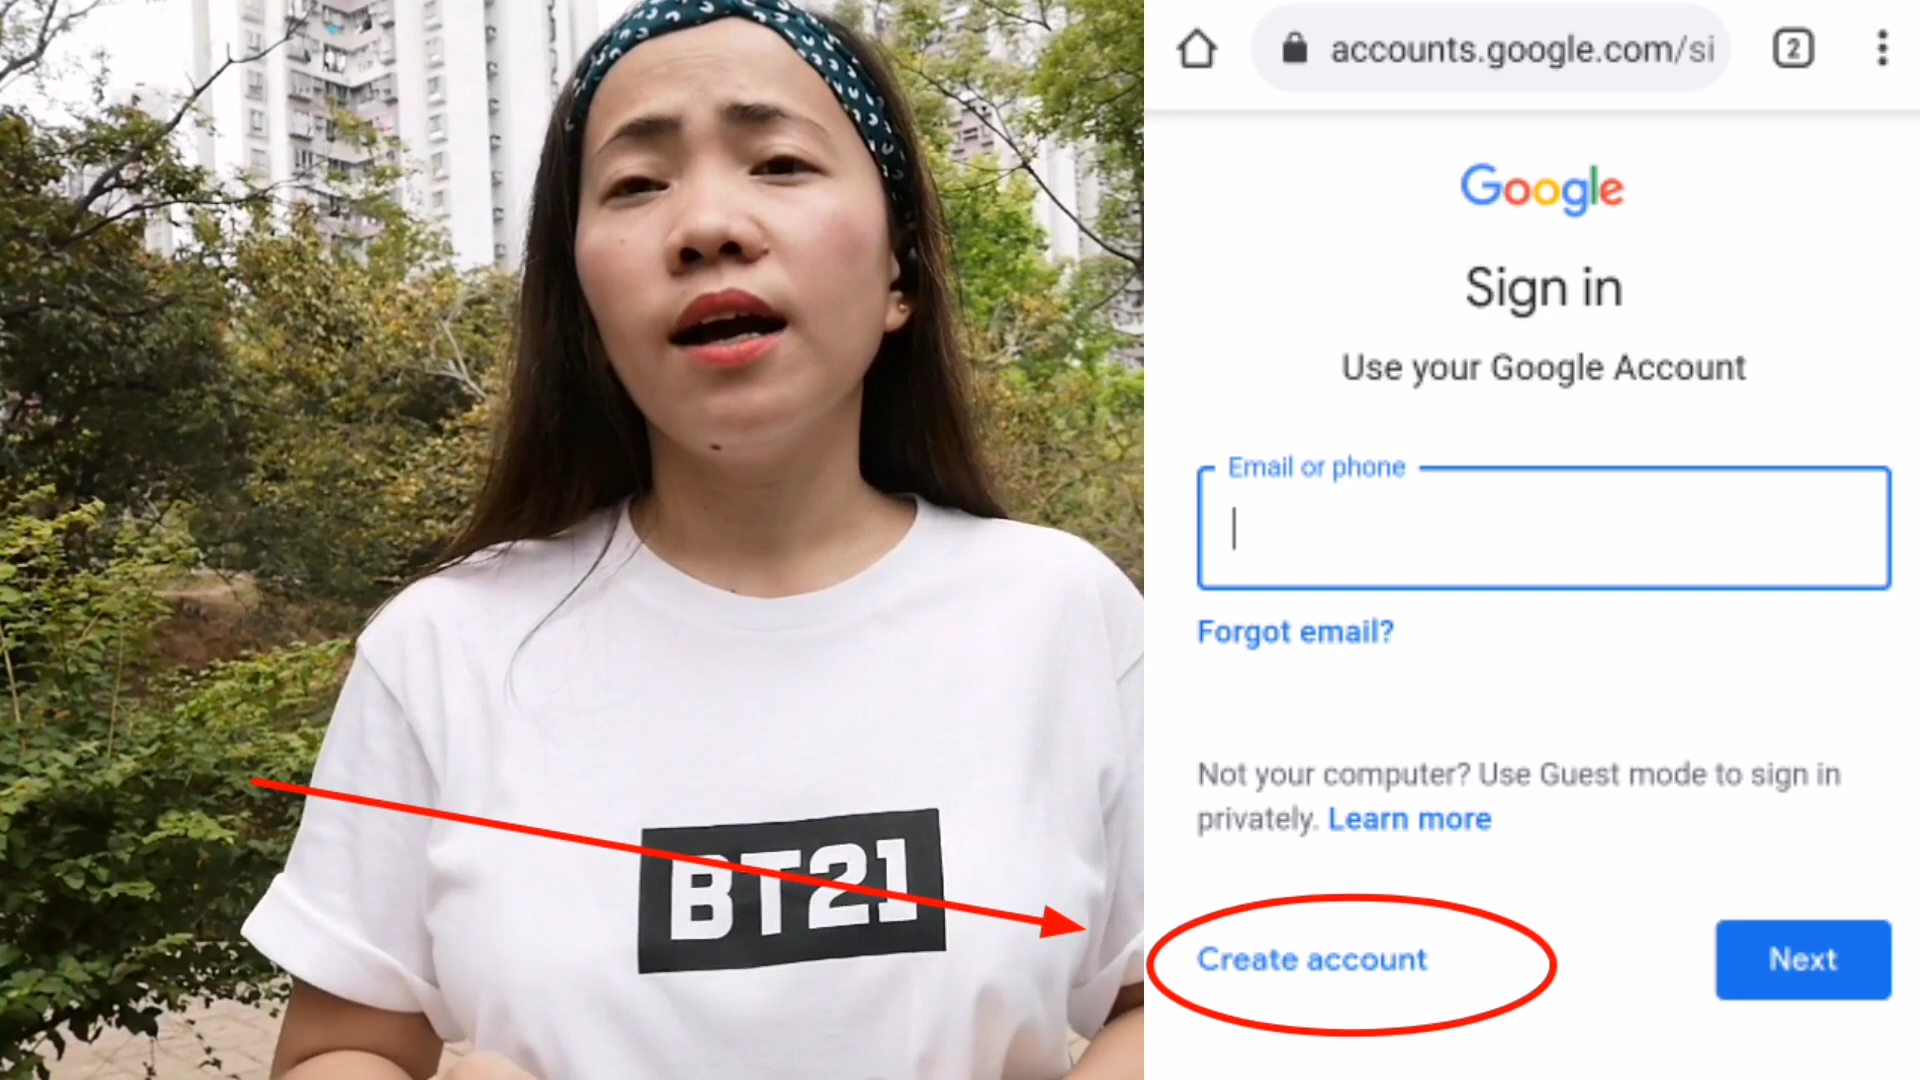 BT21
accounts.google.com/si
2
Google
Sign in
Use your Google Account
Email or phone
Forgot email?
Not your computer? Use Guest mode to sign in
privately. Learn more
Create account
Next